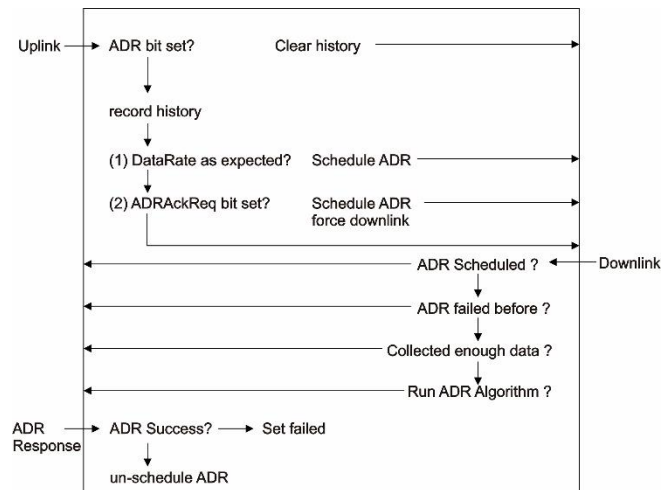 Uplink
ADR bit set?
Clear history
record history
(1) DataRate as expected?
Schedule ADR
(2) ADRAckReq bit set?
Schedule ADR
force downlink
ADR Scheduled ?
Downlink
ADR failed before ?
Collected enough data ?
Run ADR Algorithm ?
ADR
Response
ADR Success?
Set failed
un-schedule ADR